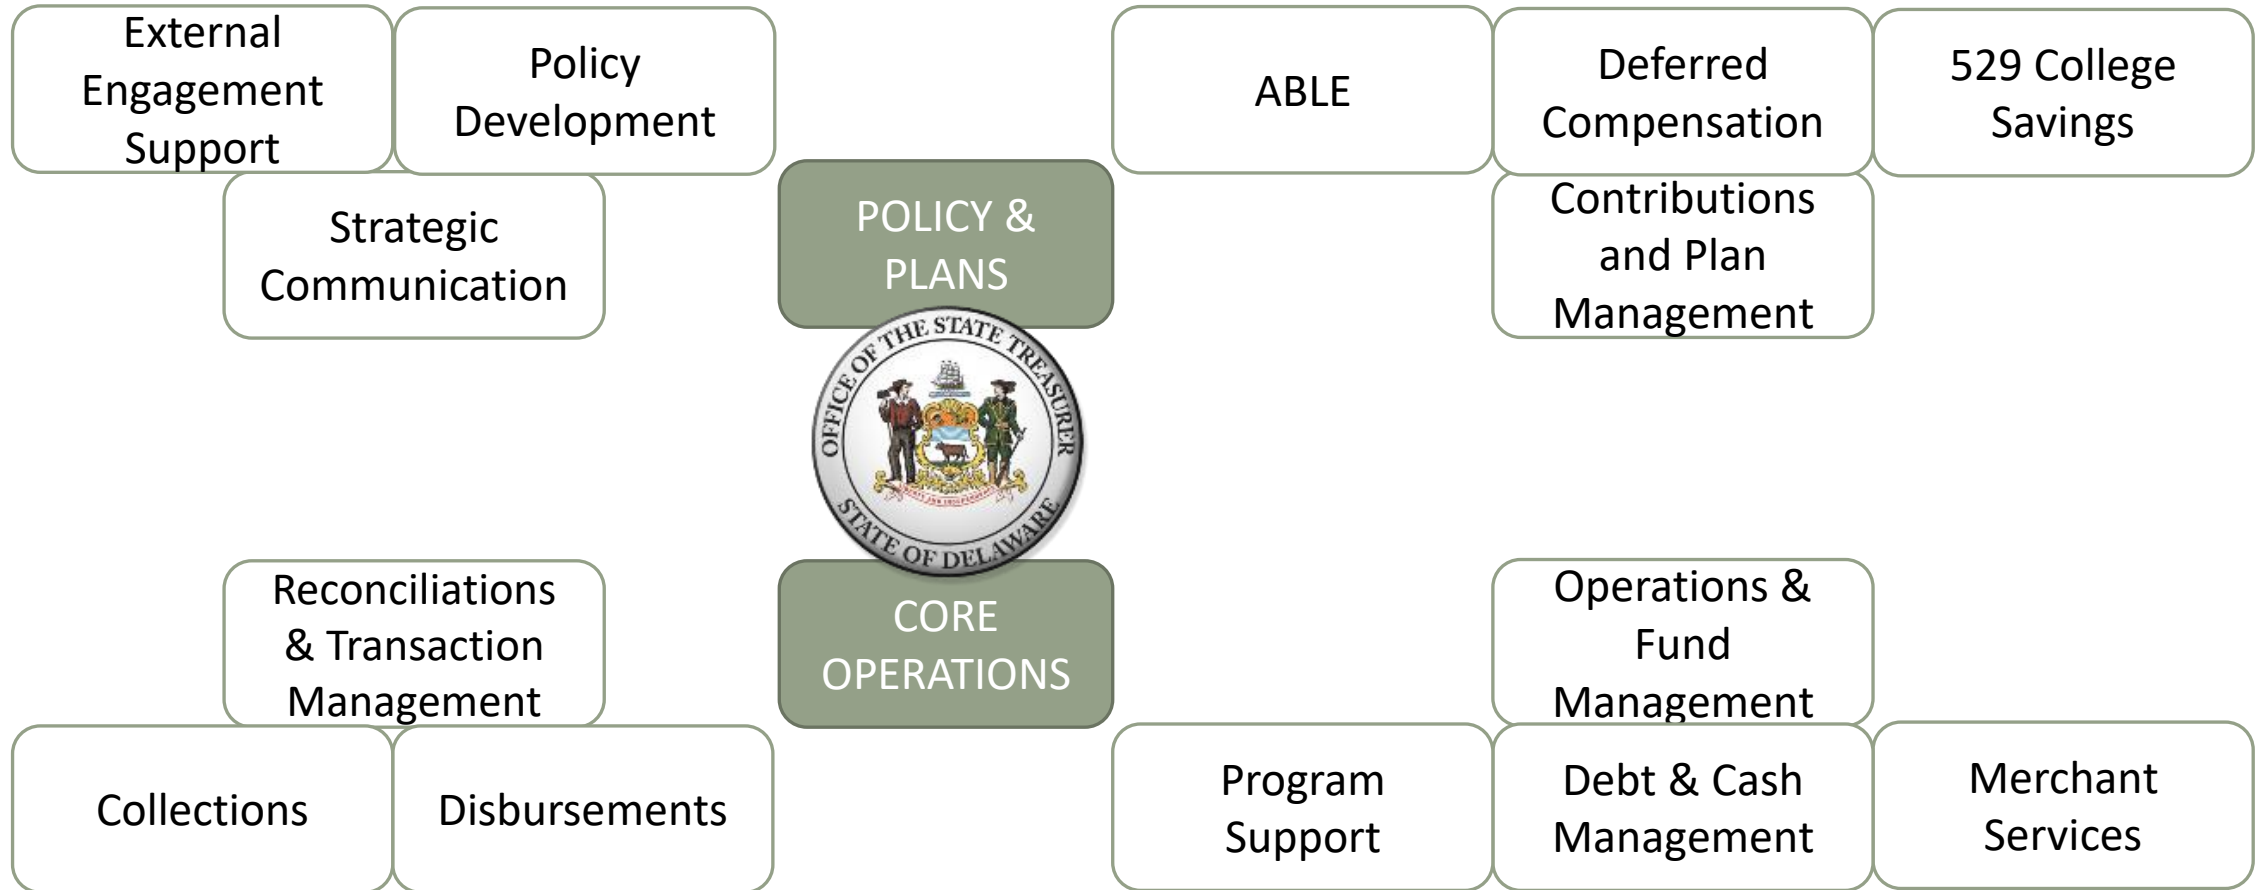 External
Engagement
Support
Policy
Development
Strategic
Communication
ABLE
Deferred
Compensation
529 College
Savings
Contributions
and Plan
Management
POLICY &
PLANS
OFFICE OF THE STATE TREASURER
STATE OF DELAWARE
CORE
OPERATIONS
Reconciliations
& Transaction
Management
Collections
Disbursements
Operations &
Fund
Management
Program
Support
Debt & Cash
Management
Merchant
Services